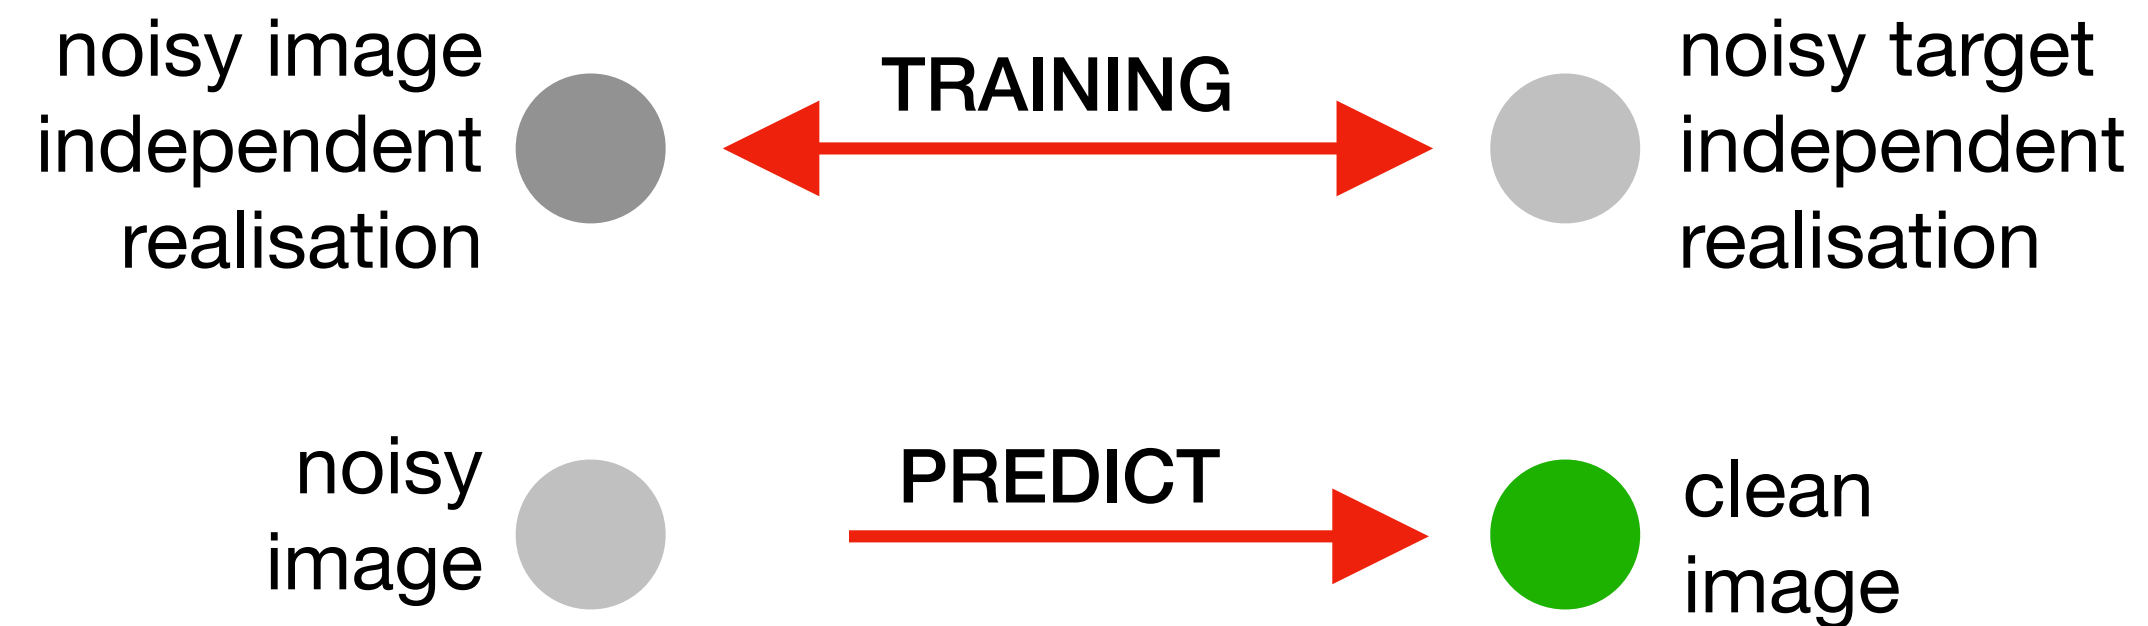 noisy image
independent
realisation
TRAINING
noisy target
independent
realisation
noisy
image
PREDICT
clean
image